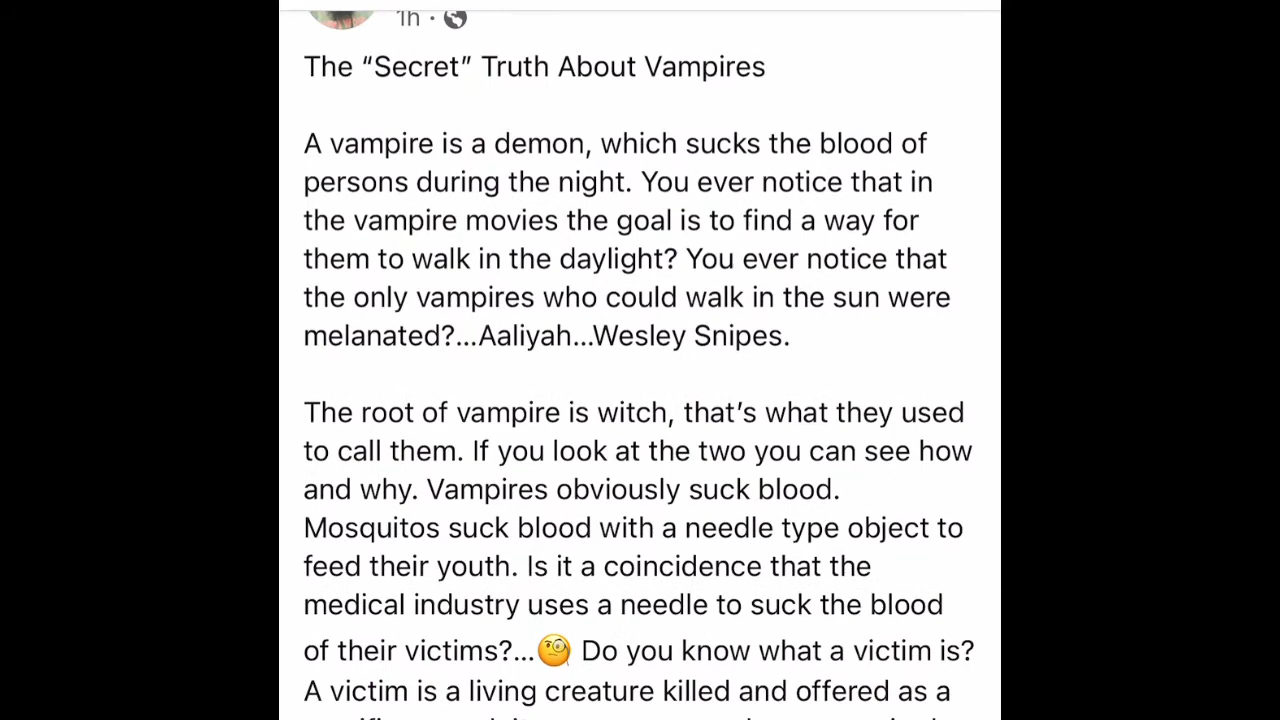 1h ·
The “Secret” Truth About Vampires
A vampire is a demon, which sucks the blood of
persons during the night. You ever notice that in
the vampire movies the goal is to find a way for
them to walk in the daylight? You ever notice that
the only vampires who could walk in the sun were
melanated?...Aaliyah...Wesley Snipes.
The root of vampire is witch, that’s what they used
to call them. If you look at the two you can see how
and why. Vampires obviously suck blood.
Mosquitos suck blood with a needle type object to
feed their youth. Is it a coincidence that the
medical industry uses a needle to suck the blood
of their victims?...🧐 Do you know what a victim is?
A victim is a living creature killed and offered as a